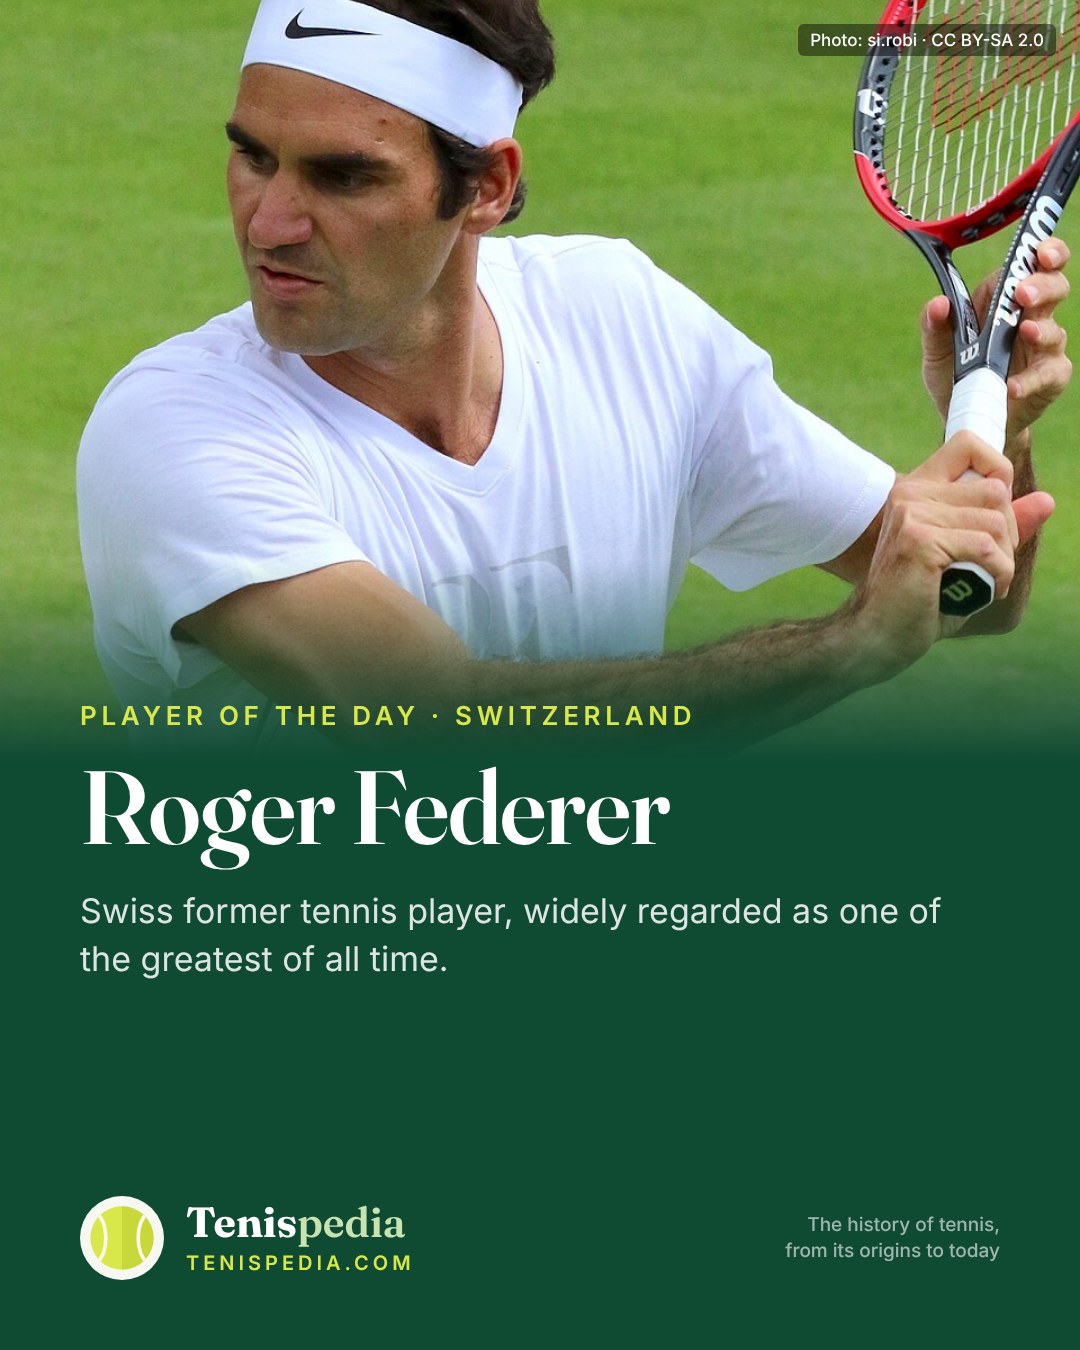 Photo: si.robi · CC BY-SA 2.0
Wilson
PLAYER OF THE DAY · SWITZERLAND
Roger Federer
Swiss former tennis player, widely regarded as one of
the greatest of all time.
Tenispedia
TENISPEDIA.COM
The history of tennis,
from its origins to today